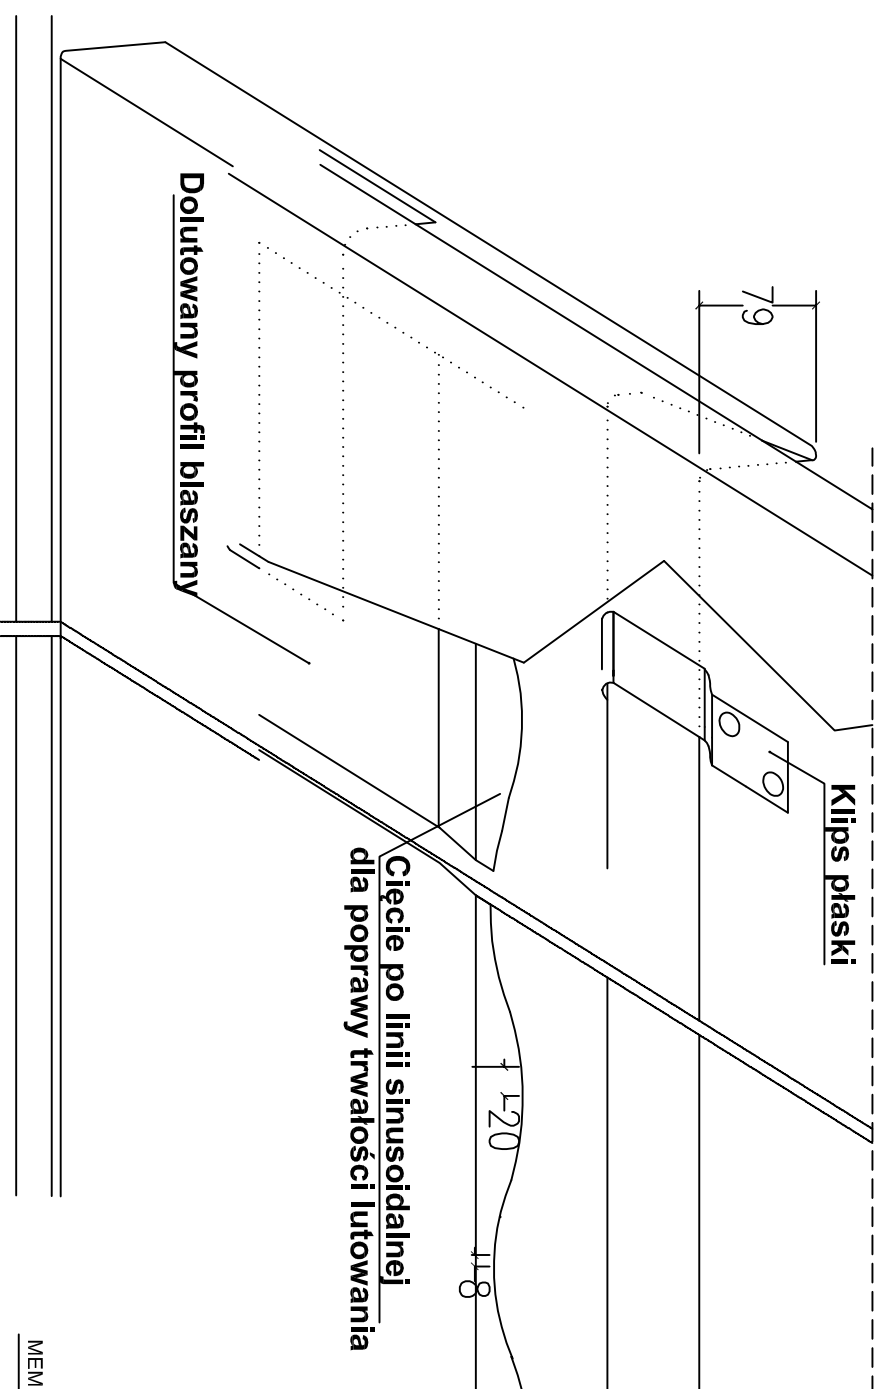 79
Klips płaski
20
8
Cięcie po linii sinusoidalnej
dla poprawy trwałości lutowania
Dolutowany profil blaszany
MEM